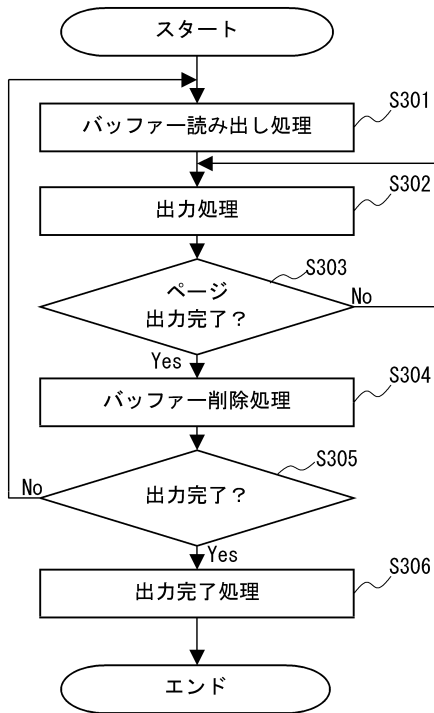 スタート
バッファー読み出し処理
S301
出力処理
S302
ページ
出力完了？
S303
No
Yes
バッファー削除処理
S304
出力完了？
S305
No
Yes
出力完了処理
S306
エンド